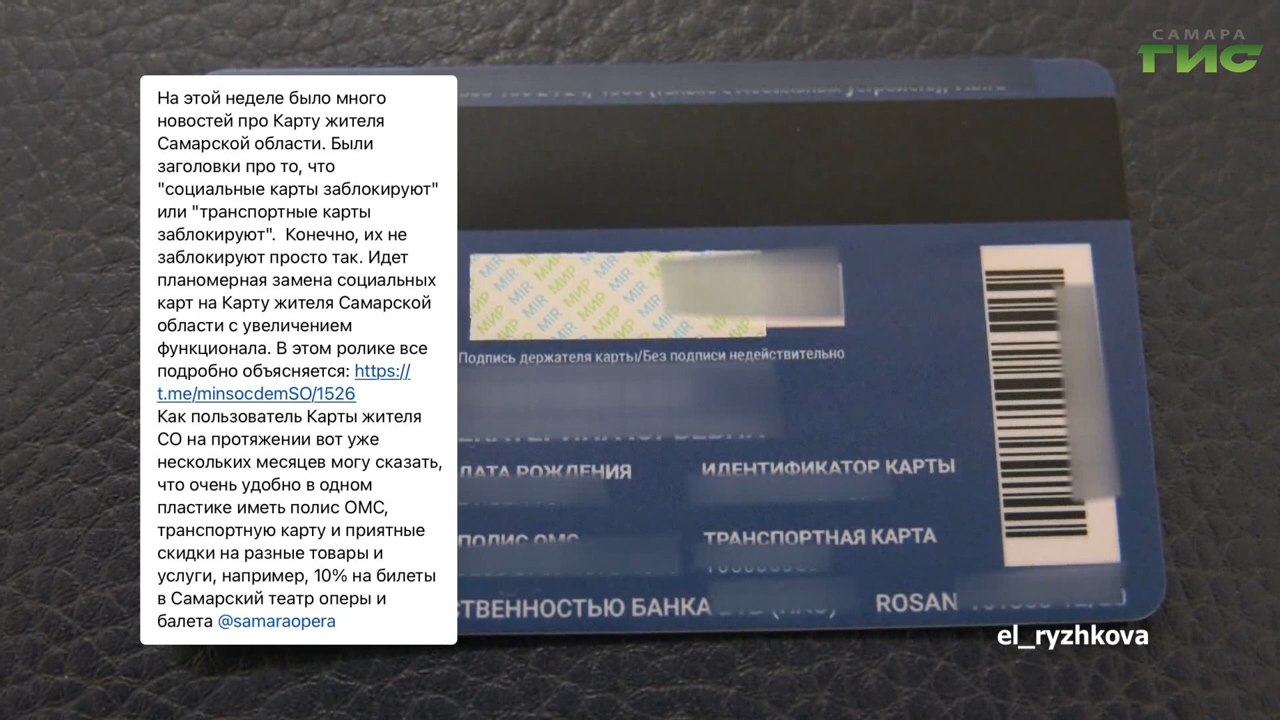 САМАРА
ГИС
На этой неделе было много
новостей про Карту жителя
Самарской области. Были
заголовки про то, что
"социальные карты заблокируют"
или "транспортные карты
заблокируют".  Конечно, их не
заблокируют просто так. Идет
планомерная замена социальных
карт на Карту жителя Самарской
области с увеличением
функционала. В этом ролике все
подробно объясняется: https://
t.me/minsocdemSO/1526
Как пользователь Карты жителя
СО на протяжении вот уже
нескольких месяцев могу сказать,
что очень удобно в одном
пластике иметь полис ОМС,
транспортную карту и приятные
скидки на разные товары и
услуги, например, 10% на билеты
в Самарский театр оперы и
балета @samaraopera
МИР MIR МИР MIR МИР
Подпись держателя карты/Без подписи недействительно
ДАТА РОЖДЕНИЯ
ИДЕНТИФИКАТОР КАРТЫ
ПОЛИС ОМС
ТРАНСПОРТНАЯ КАРТА
СТВЕННОСТЬЮ БАНКА
ROSAN
el_ryzhkova